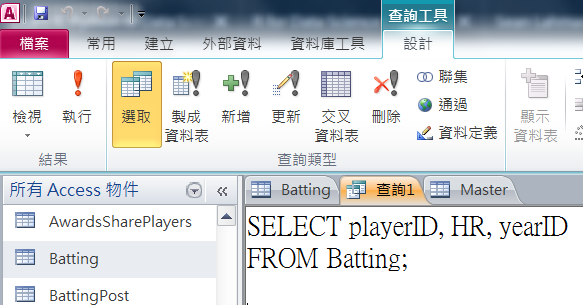 查詢工具
檔案 常用 建立 外部資料 資料庫工具 設計
檢視 執行 選取 製成資料表 新增 更新 交叉資料表 刪除 聯集 通過 資料定義 顯示資料表
結果 查詢類型
所有 Access 物件
Batting 查詢1 Master
AwardsSharePlayers
Batting
BattingPost
SELECT playerID, HR, yearID
FROM Batting;